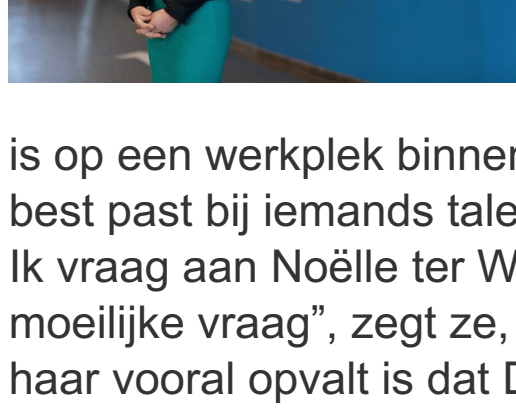 is op een werkplek
best past bij iemands
Ik vraag aan Noëlle ter
moeilijke vraag”, zegt ze,
haar vooral opvalt is dat